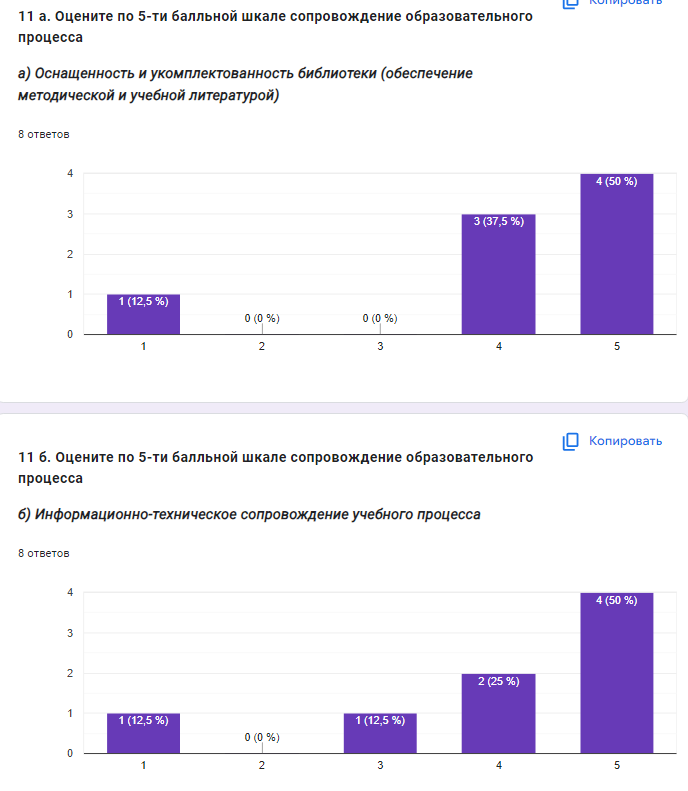 Копировать
11 а. Оцените по 5-ти балльной шкале сопровождение образовательного
процесса
а) Оснащенность и укомплектованность библиотеки (обеспечение
методической и учебной литературой)
8 ответов
4
3
2
1
0
1 (12,5 %)
0 (0 %)
0 (0 %)
3 (37,5 %)
4 (50 %)
1 2 3 4 5
Копировать
11 б. Оцените по 5-ти балльной шкале сопровождение образовательного
процесса
б) Информационно-техническое сопровождение учебного процесса
8 ответов
4
3
2
1
0
1 (12,5 %)
0 (0 %)
1 (12,5 %)
2 (25 %)
4 (50 %)
1 2 3 4 5